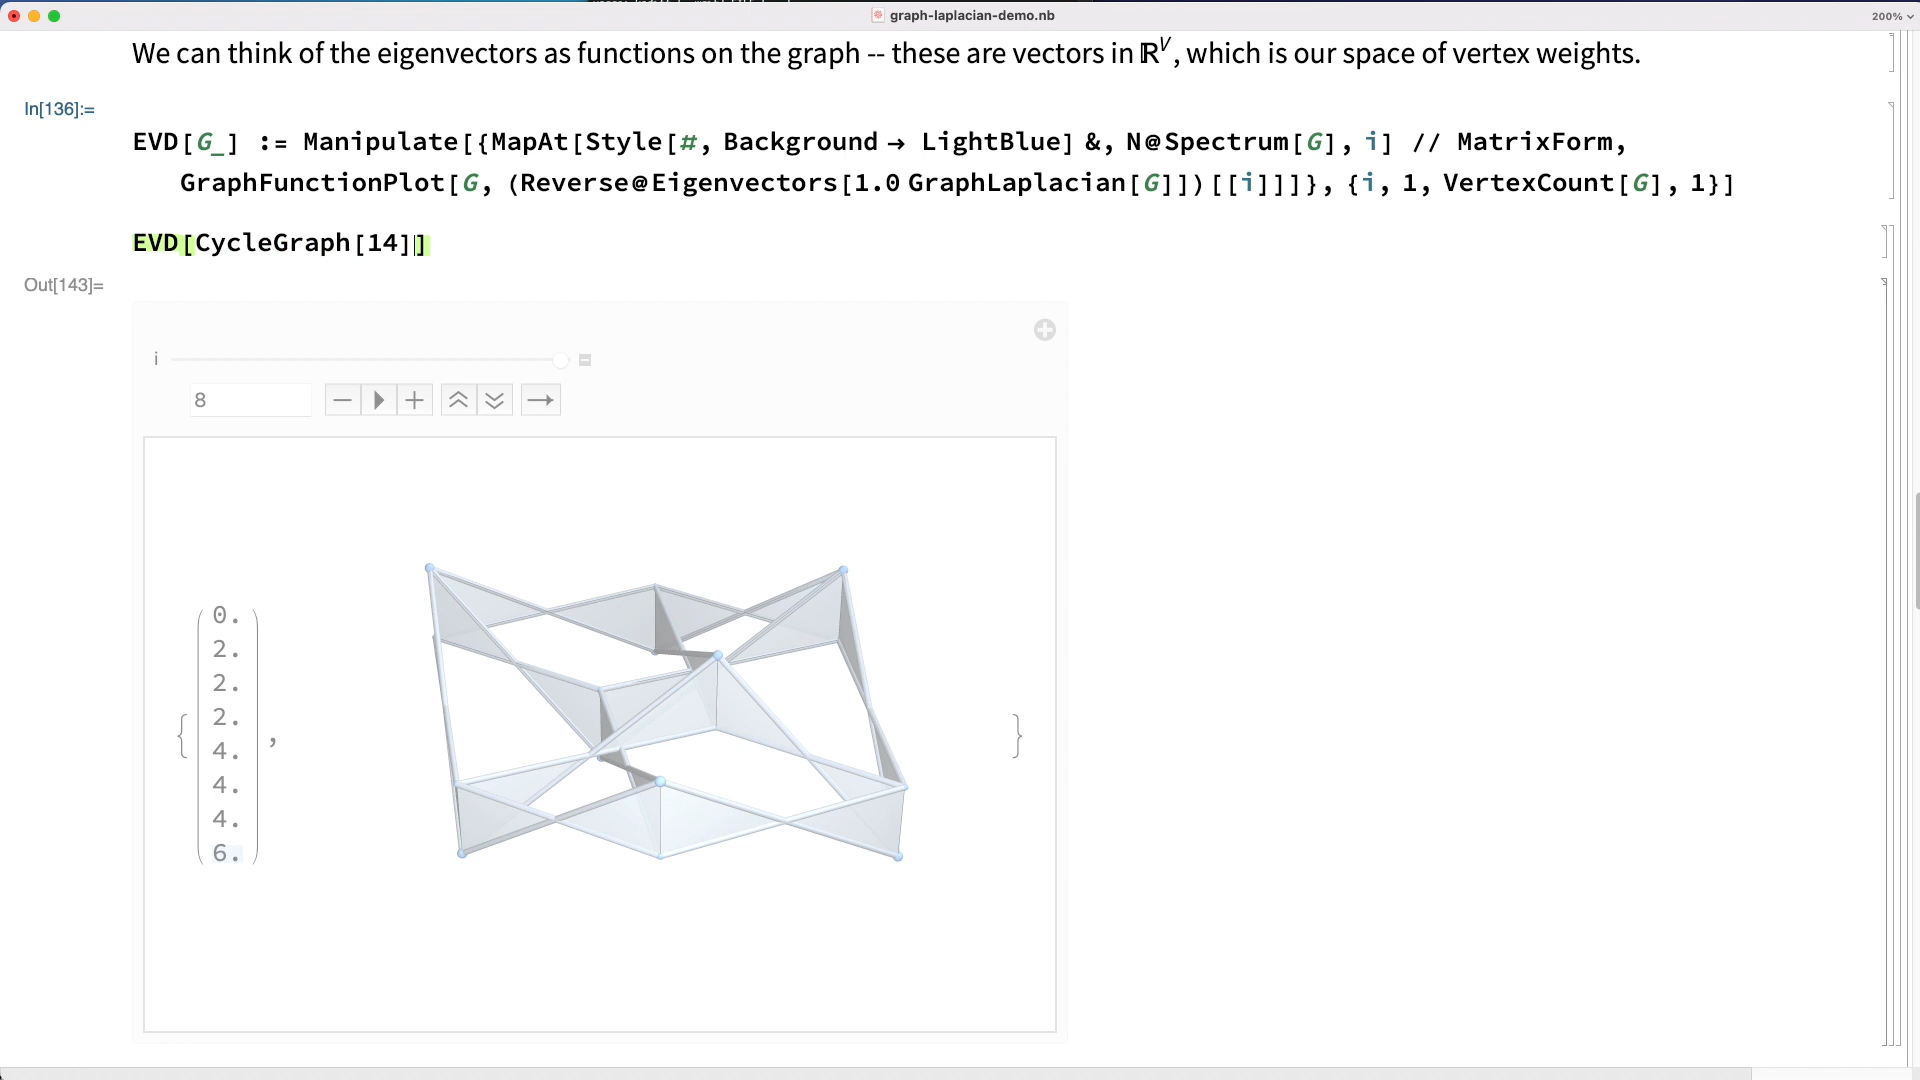 graph-laplacian-demo.nb
200%
We can think of the eigenvectors as functions on the graph -- these are vectors in ℝ^V, which is our space of vertex weights.
In[136]:=
EVD[G_] := Manipulate[{MapAt[Style[#, Background → LightBlue] &, N@Spectrum[G], i] // MatrixForm,
GraphFunctionPlot[G, (Reverse@Eigenvectors[1.0 GraphLaplacian[G]])[[i]]]}, {i, 1, VertexCount[G], 1}]
EVD[CycleGraph[14]]
Out[143]=
i
8
{
0.
2.
2.
2.
4.
4.
4.
6.
, }